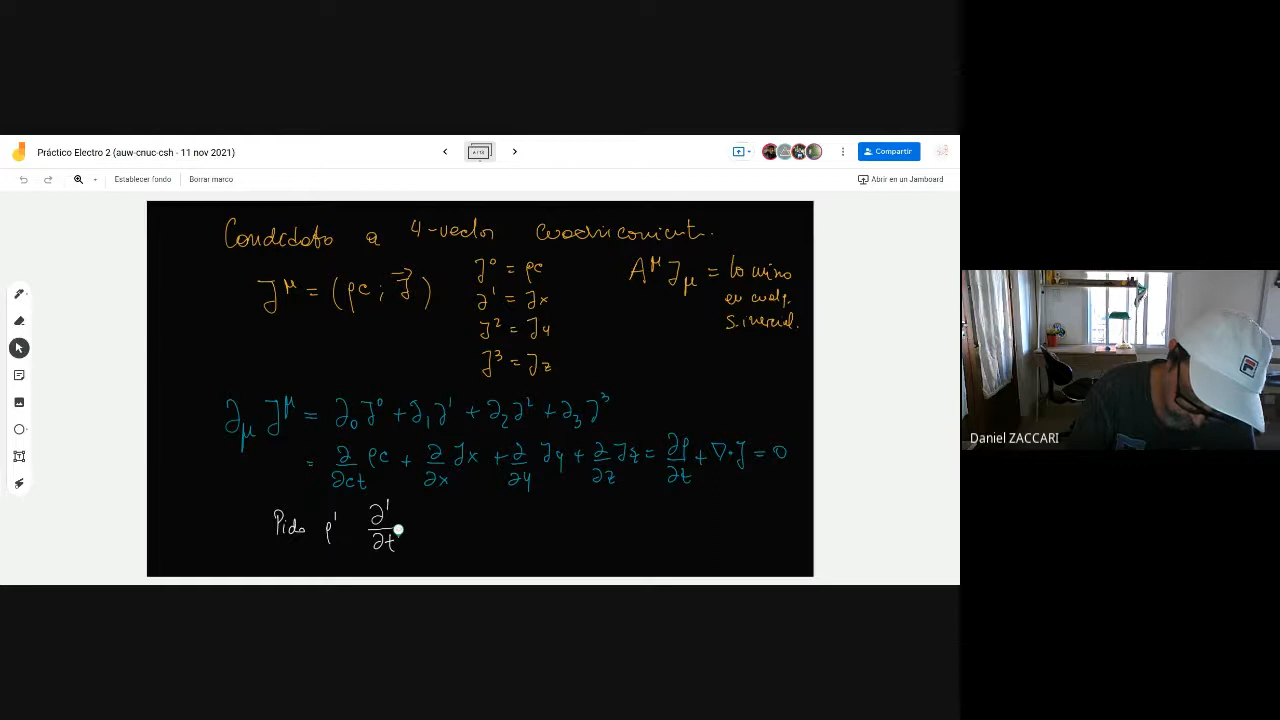 Práctico Electro 2 (auw-cnuc-csh - 11 nov 2021)
Compartir
Establecer fondo
Borrar marco
Abrir en un Jamboard
Candidato a 4-vector cuadricorrient.
J^μ = (ρc ; J⃗)
J⁰ = ρc
J¹ = Jx
J² = Jy
J³ = Jz
A^μ J_μ = lo mismo
en cualq.
S. inercial.
∂_μ J^μ = ∂₀J⁰ + ∂₁J¹ + ∂₂J² + ∂₃J³
= ∂/∂ct ρc + ∂/∂x Jx + ∂/∂y Jy + ∂/∂z Jz = ∂ρ/∂t + ∇·J = 0
Pido ρ' ∂'/∂t
Daniel ZACCARI